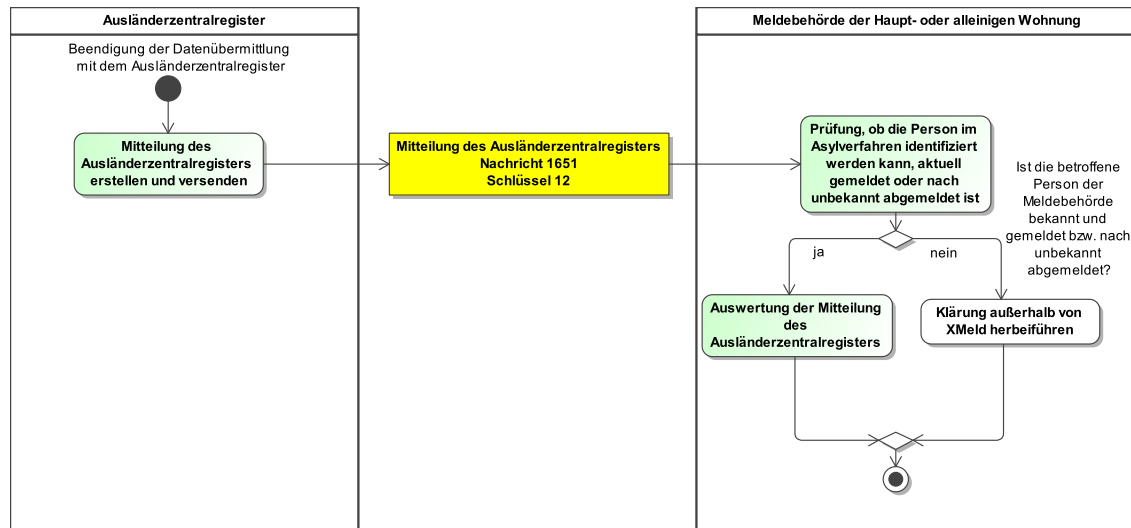 Ausländerzentralregister
Meldebehörde der Haupt- oder alleinigen Wohnung
Beendigung der Datenübermittlung
mit dem Ausländerzentralregister
Mitteilung des
Ausländerzentralregisters
erstellen und versenden
Mitteilung des Ausländerzentralregisters
Nachricht 1651
Schlüssel 12
Prüfung, ob die Person im
Asylverfahren identifiziert
werden kann, aktuell
gemeldet oder nach
unbekannt abgemeldet ist
Ist die betroffene
Person der
Meldebehörde
bekannt und
gemeldet bzw. nach
unbekannt
abgemeldet?
ja
nein
Auswertung der Mitteilung
des
Ausländerzentralregisters
Klärung außerhalb von
XMeld herbeiführen